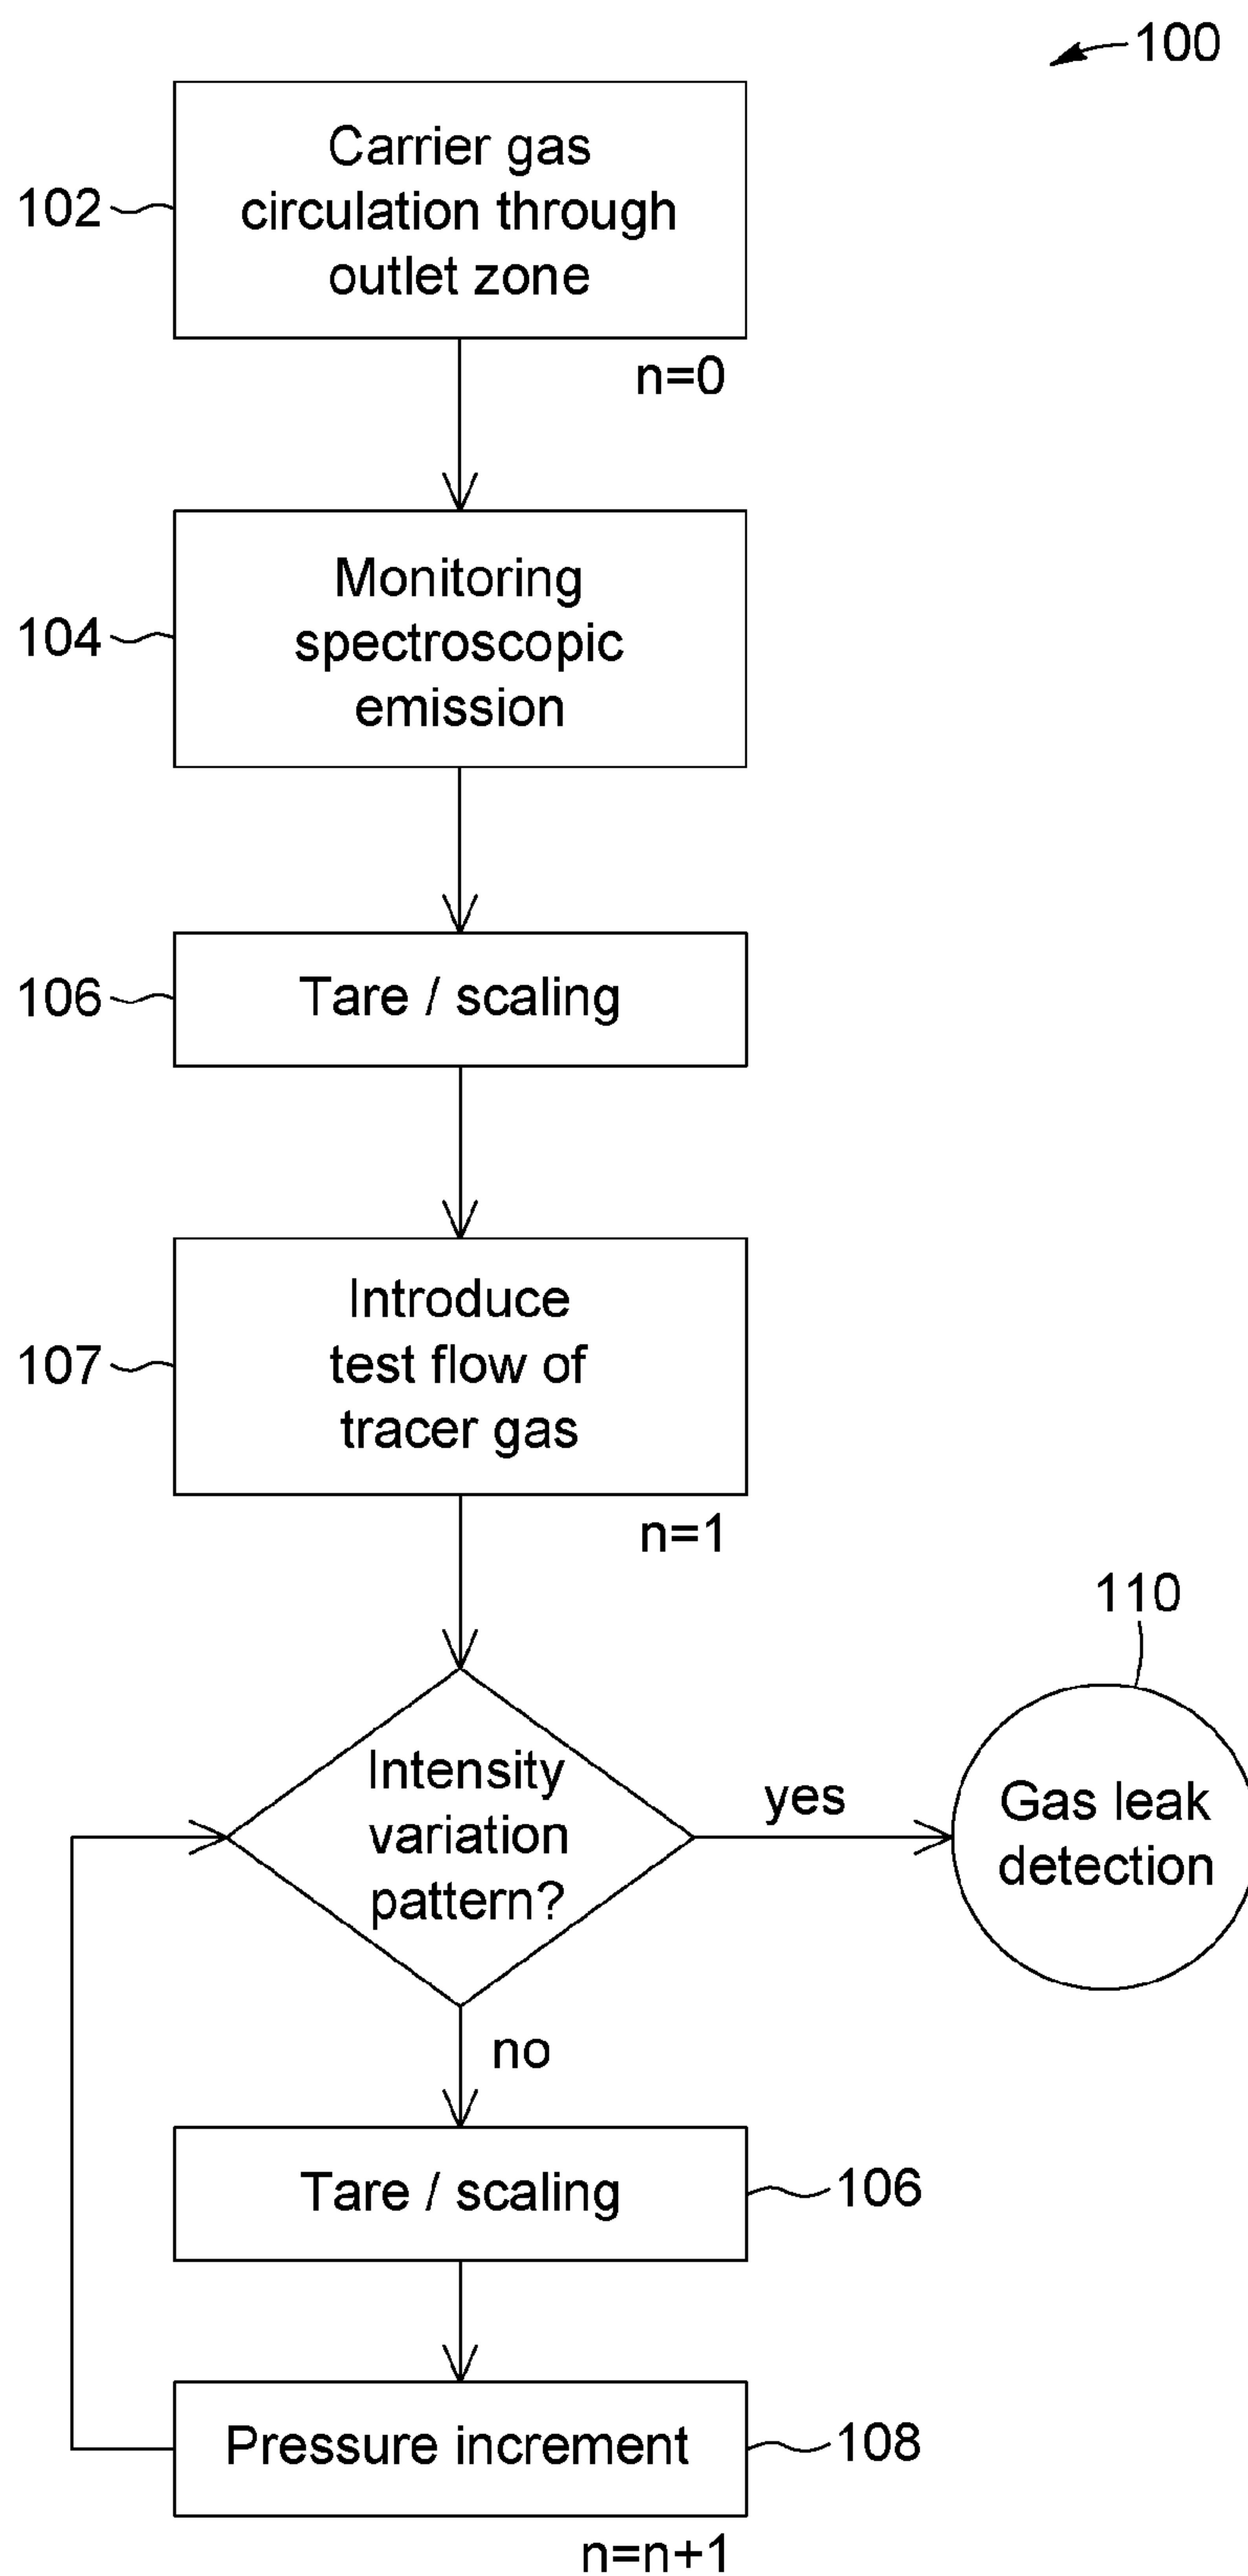 100
Carrier gas
circulation through
outlet zone
102
n=0
Monitoring
spectroscopic
emission
104
Tare / scaling
106
Introduce
test flow of
tracer gas
107
n=1
Intensity
variation
pattern?
yes
110
Gas leak
detection
no
Tare / scaling
106
Pressure increment
108
n=n+1